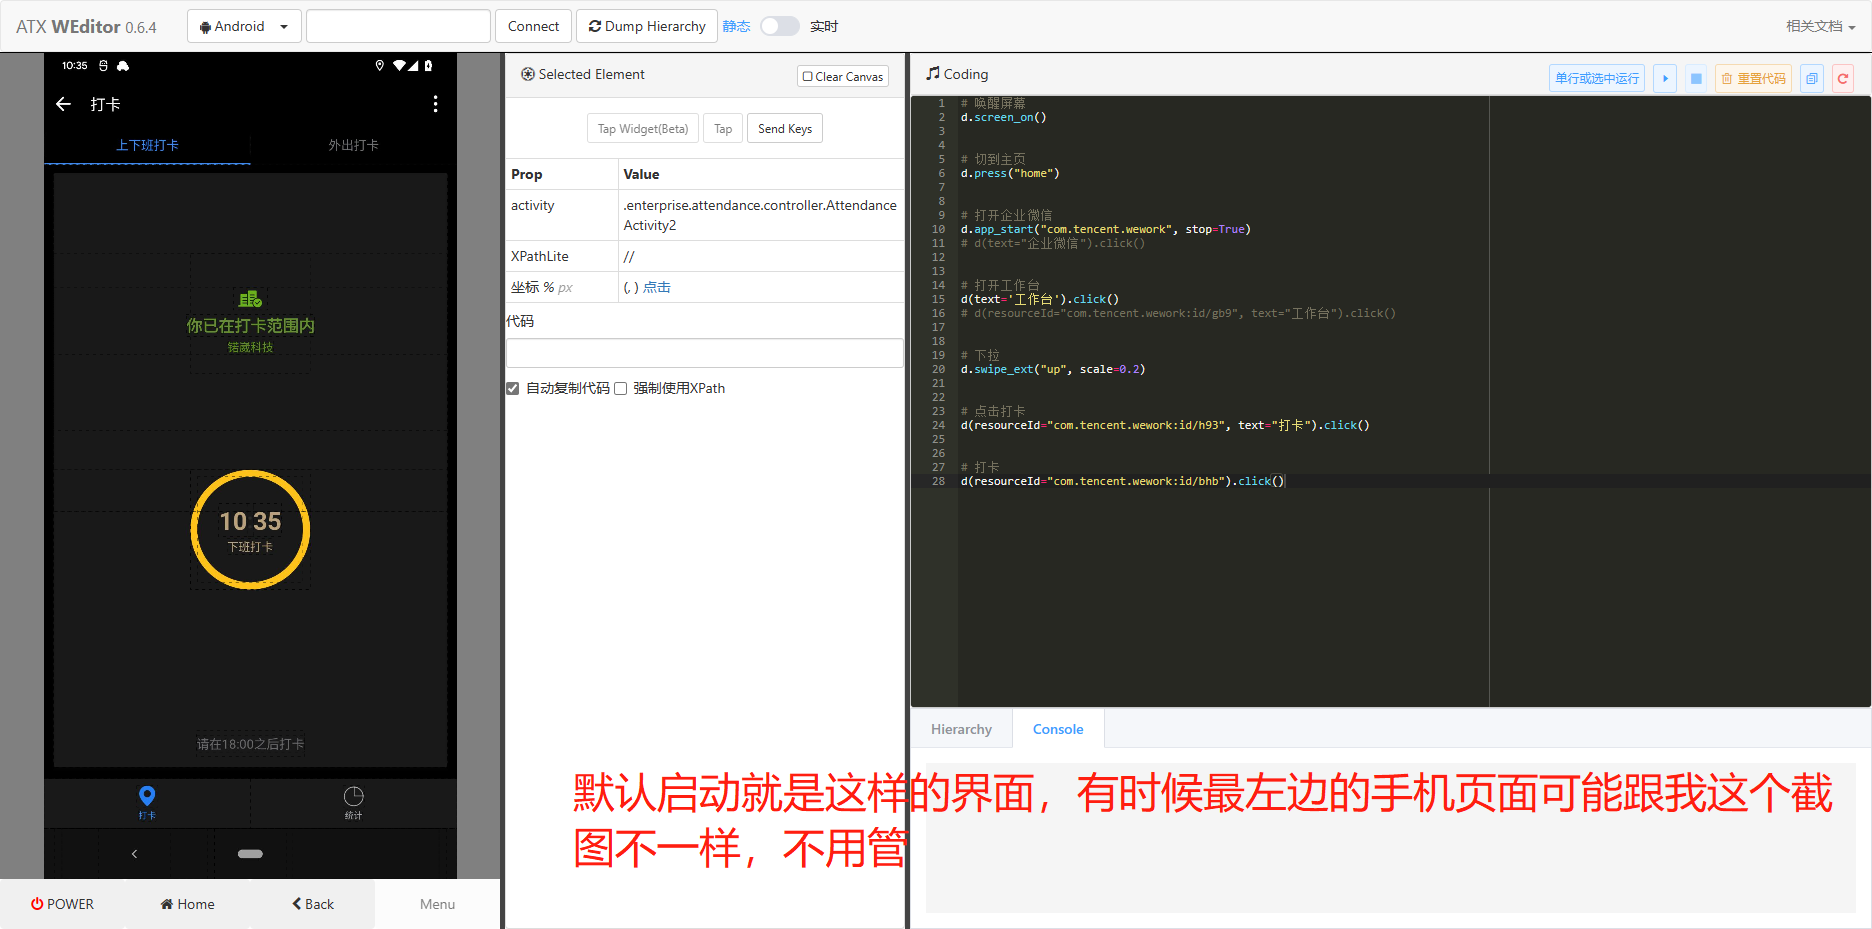 ATX WEditor 0.6.4
Android
Connect
Dump Hierarchy
静态
实时
相关文档
10:35
打卡
上下班打卡
外出打卡
你已在打卡范围内
锘崴科技
10 35
下班打卡
请在18:00之后打卡
打卡
统计
POWER
Home
Back
Menu
Selected Element
Clear Canvas
Tap Widget(Beta)
Tap
Send Keys
Prop Value
activity .enterprise.attendance.controller.Attendance
Activity2
XPathLite //
坐标 % px (, ) 点击
代码
自动复制代码 强制使用XPath
Coding
单行或选中运行
重置代码
1 # 唤醒屏幕
2 d.screen_on()
3
4
5 # 切到主页
6 d.press("home")
7
8
9 # 打开企业微信
10 d.app_start("com.tencent.wework", stop=True)
11 # d(text="企业微信").click()
12
13
14 # 打开工作台
15 d(text='工作台').click()
16 # d(resourceId="com.tencent.wework:id/gb9", text="工作台").click()
17
18
19 # 下拉
20 d.swipe_ext("up", scale=0.2)
21
22
23 # 点击打卡
24 d(resourceId="com.tencent.wework:id/h93", text="打卡").click()
25
26
27 # 打卡
28 d(resourceId="com.tencent.wework:id/bhb").click()
Hierarchy
Console
默认启动就是这样的界面，有时候最左边的手机页面可能跟我这个截
图不一样，不用管